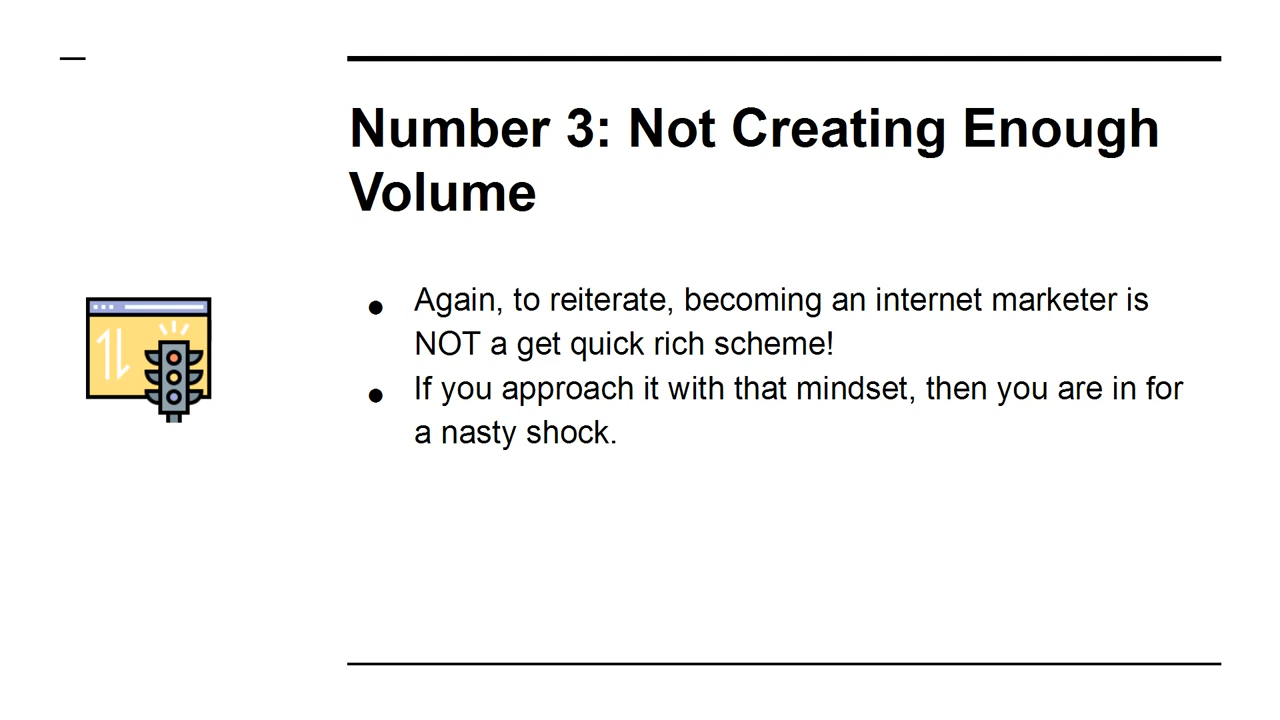 Number 3: Not Creating Enough
Volume
● Again, to reiterate, becoming an internet marketer is
NOT a get quick rich scheme!
● If you approach it with that mindset, then you are in for
a nasty shock.